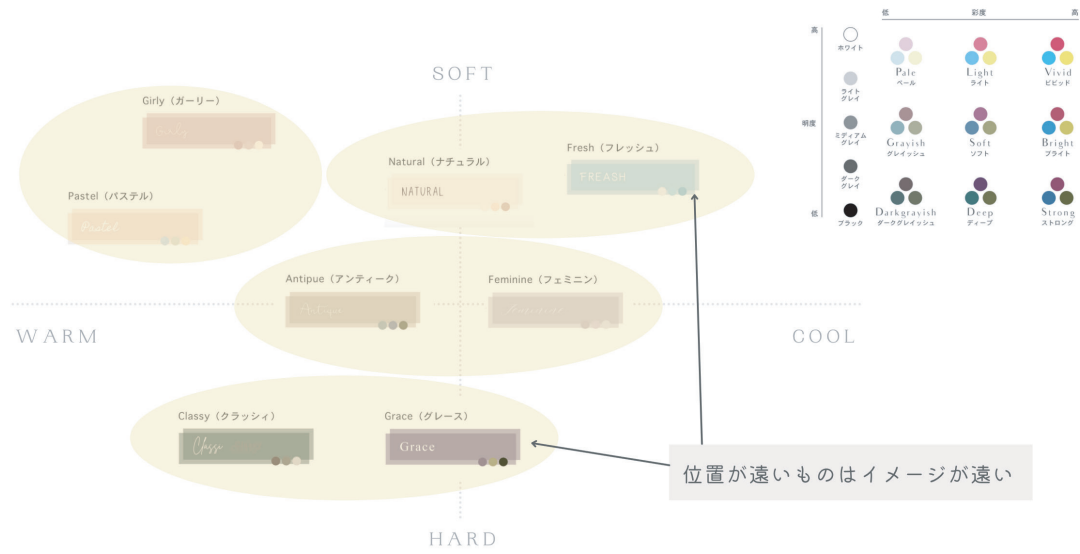 SOFT
Girly（ガーリー）
Girly
Pastel（パステル）
Pastel
Natural（ナチュラル）
NATURAL
Fresh（フレッシュ）
FREASH
Antipue（アンティーク）
Antique
Feminine（フェミニン）
Feminine
WARM
COOL
Classy（クラッシィ）
Grace（グレース）
Grace
位置が遠いものはイメージが遠い
HARD
低
彩度
高
高
明度
低
ホワイト
ライト
グレイ
ミディアム
グレイ
ダーク
グレイ
ブラック
Pale
ペール
Light
ライト
Vivid
ビビッド
Grayish
グレイッシュ
Soft
ソフト
Bright
ブライト
Darkgrayish
ダークグレイッシュ
Deep
ディープ
Strong
ストロング